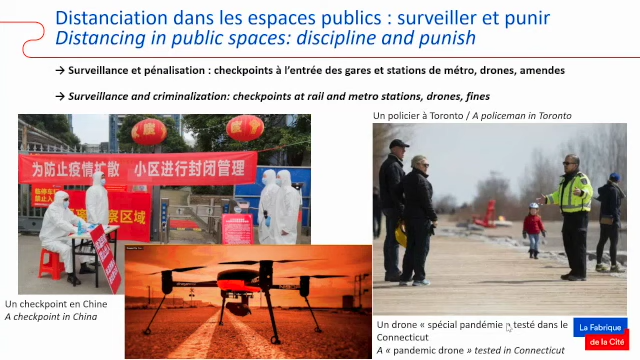 Distanciation dans les espaces publics : surveiller et punir
Distancing in public spaces: discipline and punish
→ Surveillance et pénalisation : checkpoints à l'entrée des gares et stations de métro, drones, amendes
→ Surveillance and criminalization: checkpoints at rail and metro stations, drones, fines
Un policier à Toronto / A policeman in Toronto
为防止疫情扩散 小区进行封闭管理
Un checkpoint en Chine
A checkpoint in China
Un drone « spécial pandémie » testé dans le
Connecticut
A « pandemic drone » tested in Connecticut
La Fabrique
de la Cité